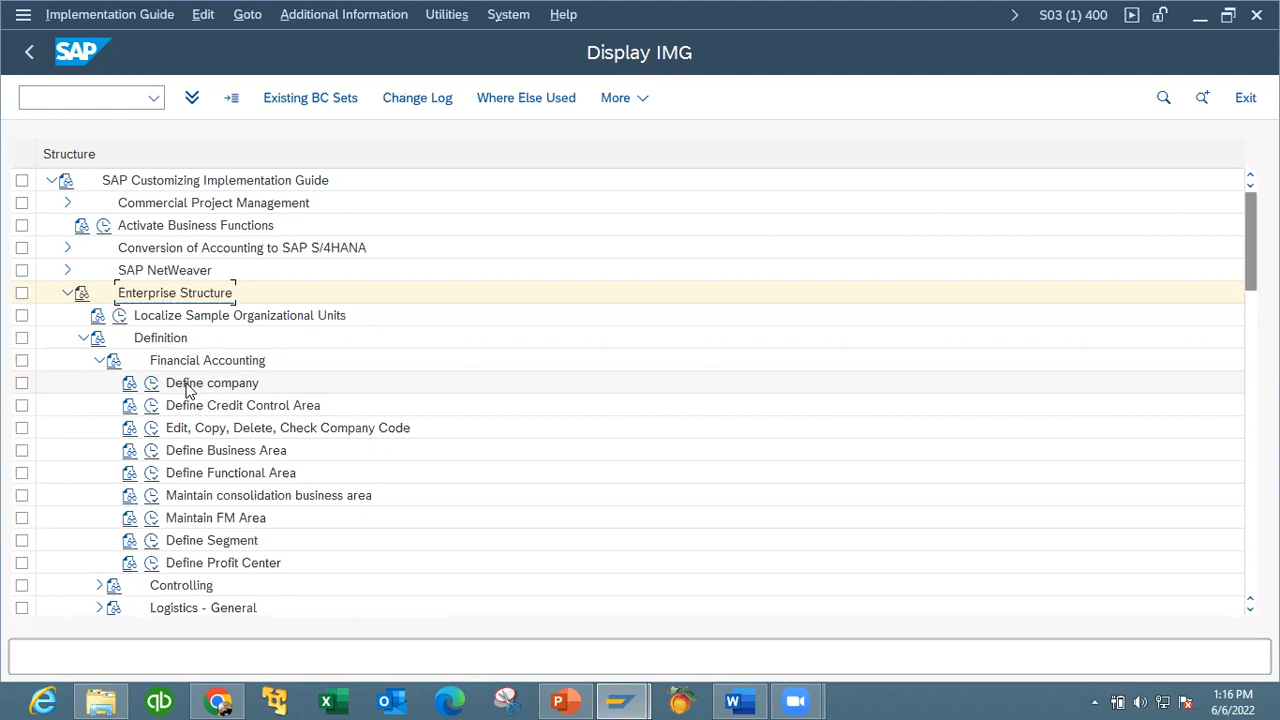 Implementation Guide Edit Goto Additional Information Utilities System Help S03 (1) 400
SAP Display IMG
Existing BC Sets Change Log Where Else Used More Exit
Structure
SAP Customizing Implementation Guide
Commercial Project Management
Activate Business Functions
Conversion of Accounting to SAP S/4HANA
SAP NetWeaver
Enterprise Structure
Localize Sample Organizational Units
Definition
Financial Accounting
Define company
Define Credit Control Area
Edit, Copy, Delete, Check Company Code
Define Business Area
Define Functional Area
Maintain consolidation business area
Maintain FM Area
Define Segment
Define Profit Center
Controlling
Logistics - General
1:16 PM
6/6/2022